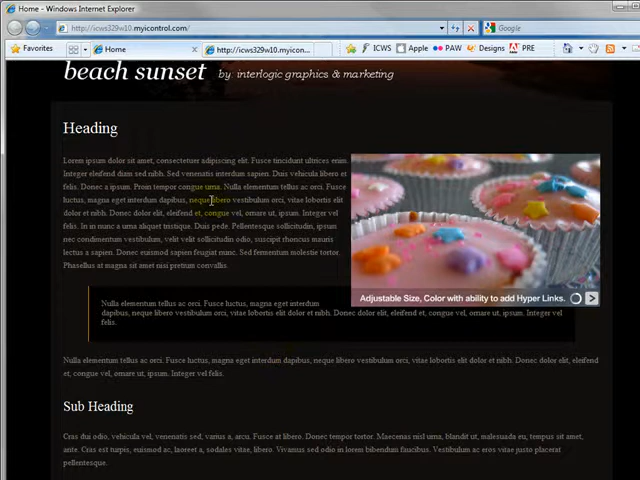 Home - Windows Internet Explorer
http://icws329w10.myicontrol.com/
Google
Favorites
Home
http://icws329w10.myicon...
ICWS
Apple
PAW
Designs
PRE
beach sunset by: interlogic graphics & marketing
Heading
Lorem ipsum dolor sit amet, consectetuer adipiscing elit. Fusce tincidunt ultrices enim.
Integer eleifend diam sed nibh. Sed venenatis interdum sapien. Duis vehicula libero et
felis. Donec a ipsum. Proin tempor congue urna. Nulla elementum tellus ac orci. Fusce
luctus, magna eget interdum dapibus, neque libero vestibulum orci, vitae lobortis elit
dolor et nibh. Donec dolor elit, eleifend et, congue vel, ornare ut, ipsum. Integer vel
felis. In in nunc a urna aliquet tristique. Duis pede. Pellentesque sollicitudin, ipsum
nec condimentum vestibulum, velit velit sollicitudin odio, suscipit rhoncus mauris
lectus a sapien. Donec euismod sapien feugiat nunc. Sed fermentum molestie tortor.
Phasellus at magna sit amet nisi pretium convallis.
Adjustable Size, Color with ability to add Hyper Links.
Nulla elementum tellus ac orci. Fusce luctus, magna eget interdum
dapibus, neque libero vestibulum orci, vitae lobortis elit dolor et nibh. Donec dolor elit, eleifend et, congue vel, ornare ut, ipsum. Integer vel
felis.
Nulla elementum tellus ac orci. Fusce luctus, magna eget interdum dapibus, neque libero vestibulum orci, vitae lobortis elit dolor et nibh. Donec dolor elit, eleifend
et, congue vel, ornare ut, ipsum. Integer vel felis.
Sub Heading
Cras dui odio, vehicula vel, venenatis sed, varius a, arcu. Fusce at libero. Donec tempor tortor. Maecenas nisl urna, blandit ut, malesuada eu, tempus sit amet,
ante. Cras est turpis, euismod ac, laoreet a, sodales vitae, libero. Vivamus sed odio in lorem bibendum faucibus. Vestibulum ac eros vitae justo placerat
pellentesque.